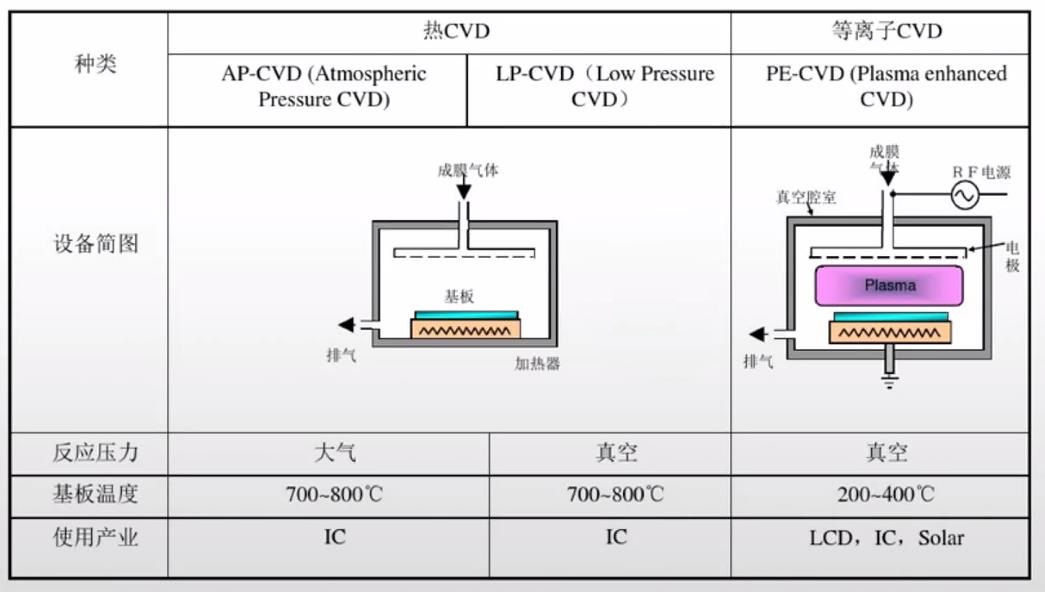 种类
热CVD
等离子CVD
AP-CVD (Atmospheric
Pressure CVD)
LP-CVD（Low Pressure
CVD）
PE-CVD (Plasma enhanced
CVD)
设备简图
成膜气体
基板
排气
加热器
成膜
气体
ＲＦ电源
真空腔室
电
极
Plasma
排气
反应压力
大气
真空
真空
基板温度
700~800℃
700~800℃
200~400℃
使用产业
IC
IC
LCD，IC，Solar